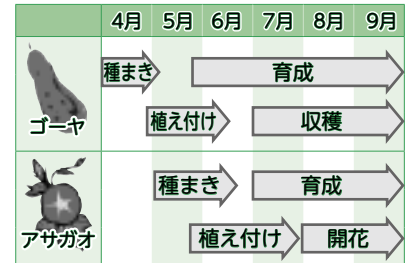 4月 5月 6月 7月 8月 9月
種まき 育成
ゴーヤ 植え付け 収穫
種まき 育成
アサガオ 植え付け 開花